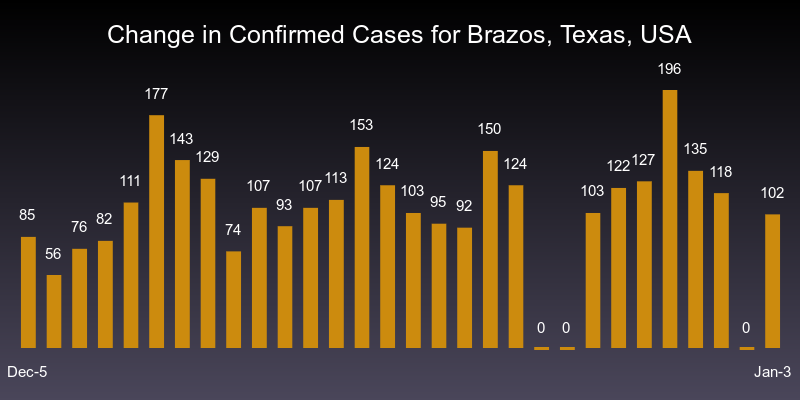 Change in Confirmed Cases for Brazos, Texas, USA
85 56 76 82 111 177 143 129 74 107 93 107 113 153 124 103 95 92 150 124 0 0 103 122 127 196 135 118 0 102
Dec-5 Jan-3